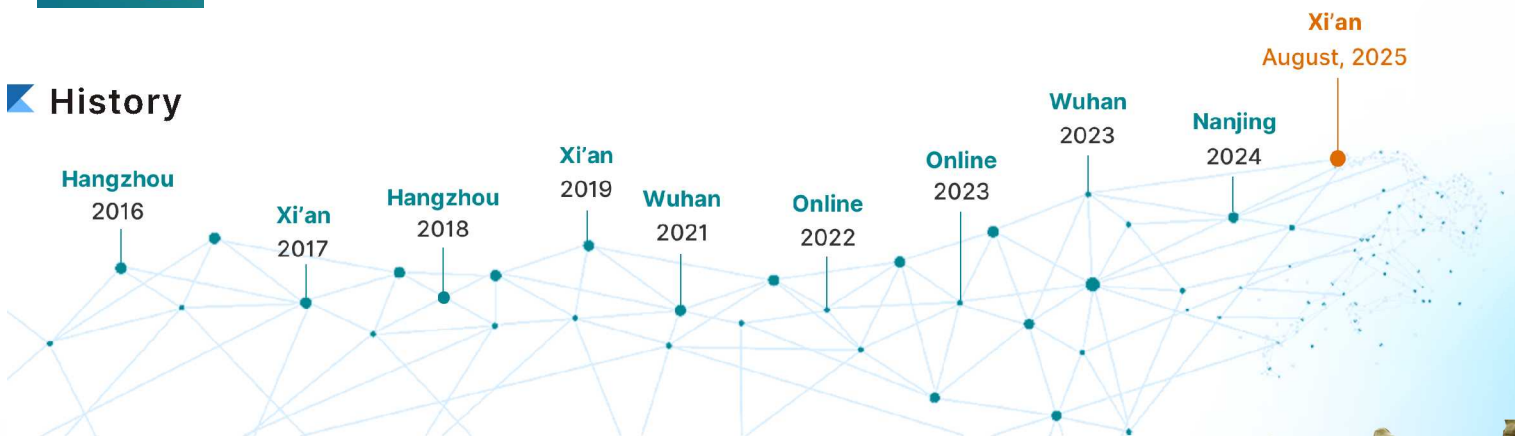 History
Hangzhou
2016
Xi'an
2017
Hangzhou
2018
Xi'an
2019
Wuhan
2021
Online
2022
Online
2023
Wuhan
2023
Nanjing
2024
Xi'an
August, 2025